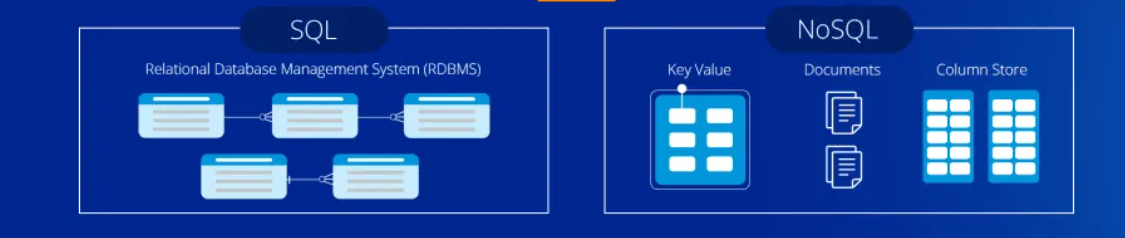 SQL
Relational Database Management System (RDBMS)
NoSQL
Key Value
Documents
Column Store